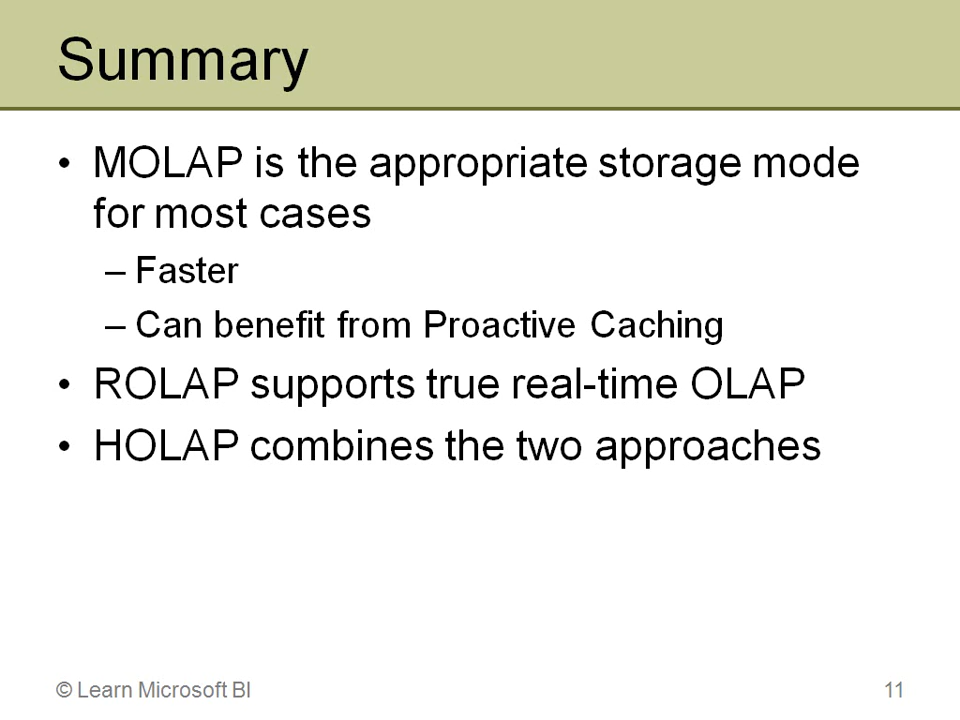 Summary
• MOLAP is the appropriate storage mode
for most cases
– Faster
– Can benefit from Proactive Caching
• ROLAP supports true real-time OLAP
• HOLAP combines the two approaches
© Learn Microsoft BI
11